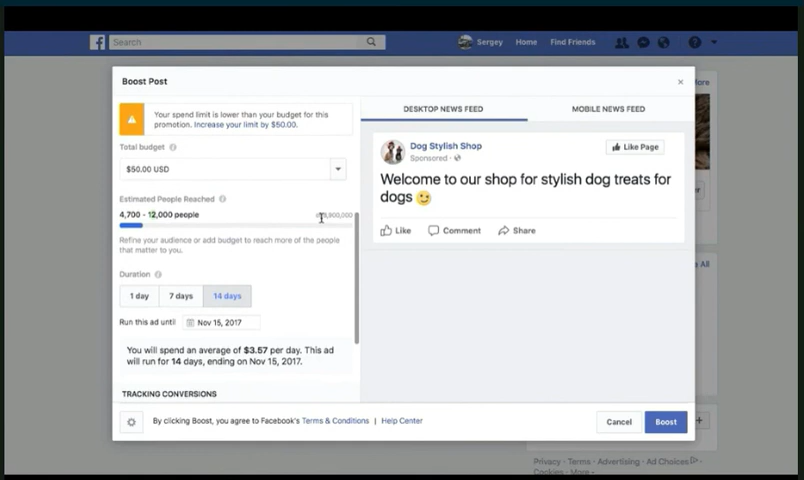 Search
Sergey Home Find Friends
Boost Post
Your spend limit is lower than your budget for this
promotion. Increase your limit by $50.00.
Total budget
$50.00 USD
Estimated People Reached
4,700 - 12,000 people
Refine your audience or add budget to reach more of the people
that matter to you.
Duration
1 day 7 days 14 days
Run this ad until Nov 15, 2017
You will spend an average of $3.57 per day. This ad
will run for 14 days, ending on Nov 15, 2017.
TRACKING CONVERSIONS
DESKTOP NEWS FEED MOBILE NEWS FEED
Dog Stylish Shop Like Page
Sponsored ·
Welcome to our shop for stylish dog treats for
dogs 😉
Like Comment Share
By clicking Boost, you agree to Facebook's Terms & Conditions | Help Center
Cancel Boost
All
Privacy · Terms · Advertising · Ad Choices ·
Cookies · More ·